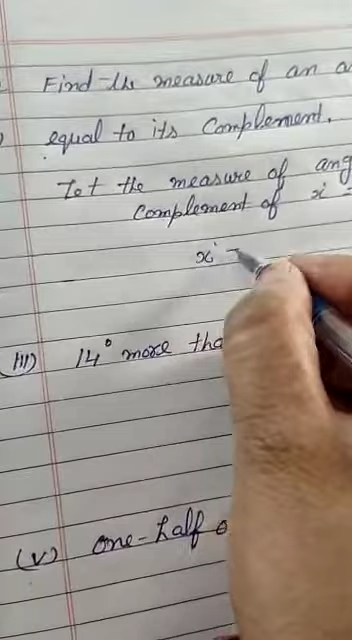 Find the measure of an
equal to its Complement.
Let the measure of ang
Complement of x° =
x° =
(III) 14° more tha
(V) one-half o